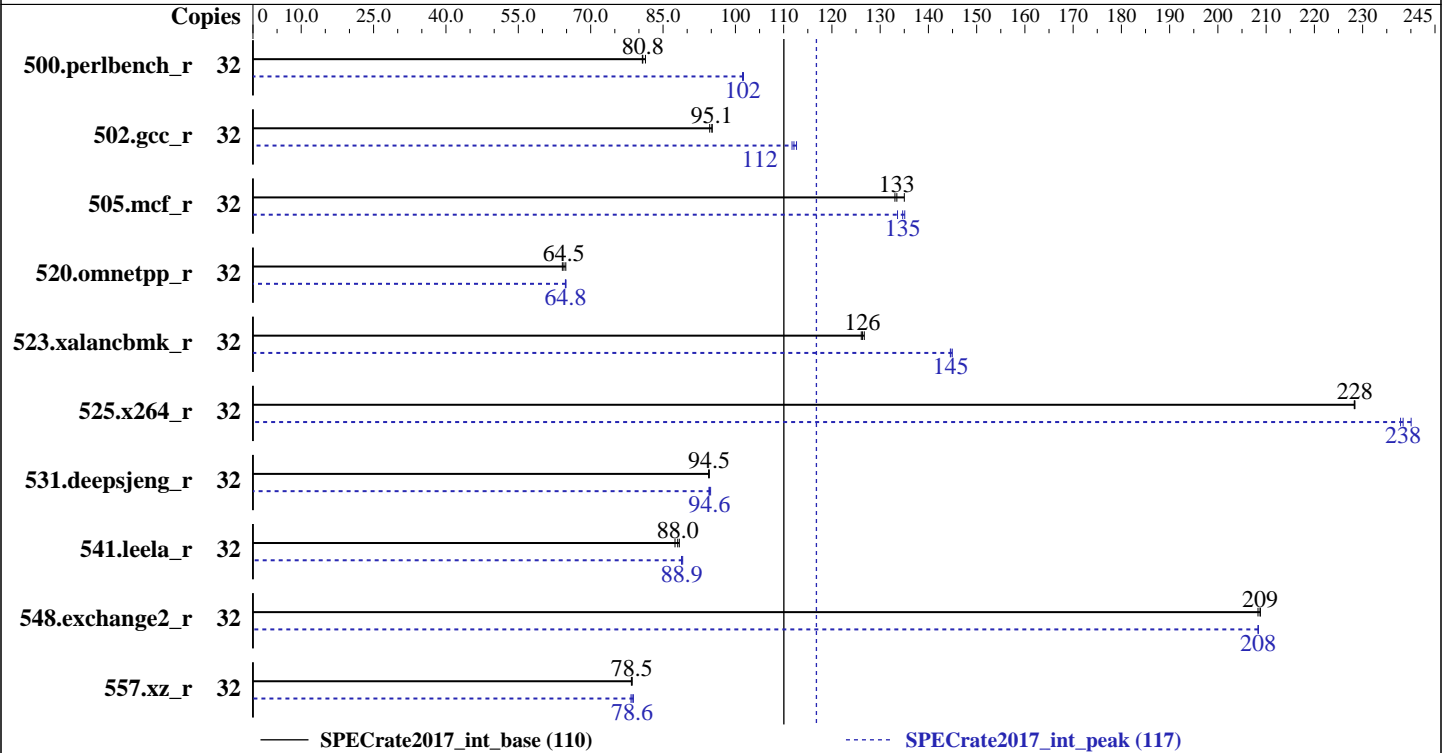 Copies 0 10.0 25.0 40.0 55.0 70.0 85.0 100 110 120 130 140 150 160 170 180 190 200 210 220 230 245
80.8
500.perlbench_r 32
102
95.1
502.gcc_r 32
112
133
505.mcf_r 32
135
64.5
520.omnetpp_r 32
64.8
126
523.xalancbmk_r 32
145
228
525.x264_r 32
238
94.5
531.deepsjeng_r 32
94.6
88.0
541.leela_r 32
88.9
209
548.exchange2_r 32
208
78.5
557.xz_r 32
78.6
SPECrate2017_int_base (110) SPECrate2017_int_peak (117)